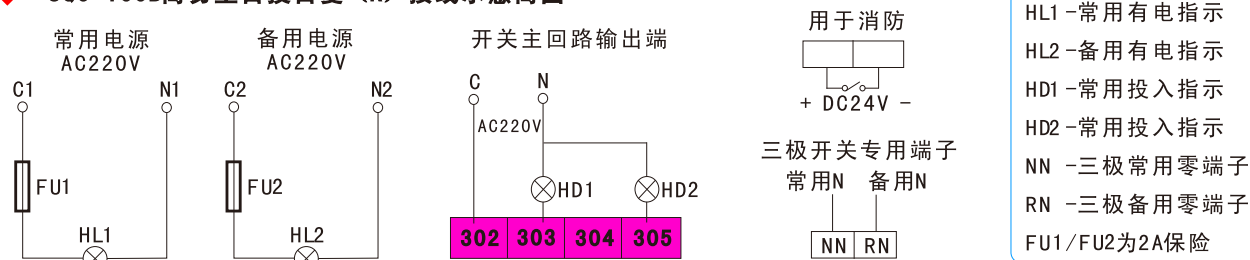 常用电源
AC220V
C1
N1
FU1
HL1
备用电源
AC220V
C2
N2
FU2
HL2
开关主回路输出端
C
N
AC220V
HD1
HD2
302 303 304 305
用于消防
+ DC24V -
三极开关专用端子
常用N 备用N
NN RN
HL1-常用有电指示
HL2-备用有电指示
HD1-常用投入指示
HD2-常用投入指示
NN -三极常用零端子
RN -三极备用零端子
FU1/FU2为2A保险